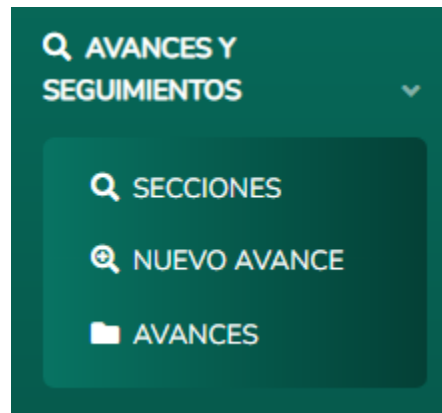 AVANCES Y
SEGUIMIENTOS
SECCIONES
NUEVO AVANCE
AVANCES